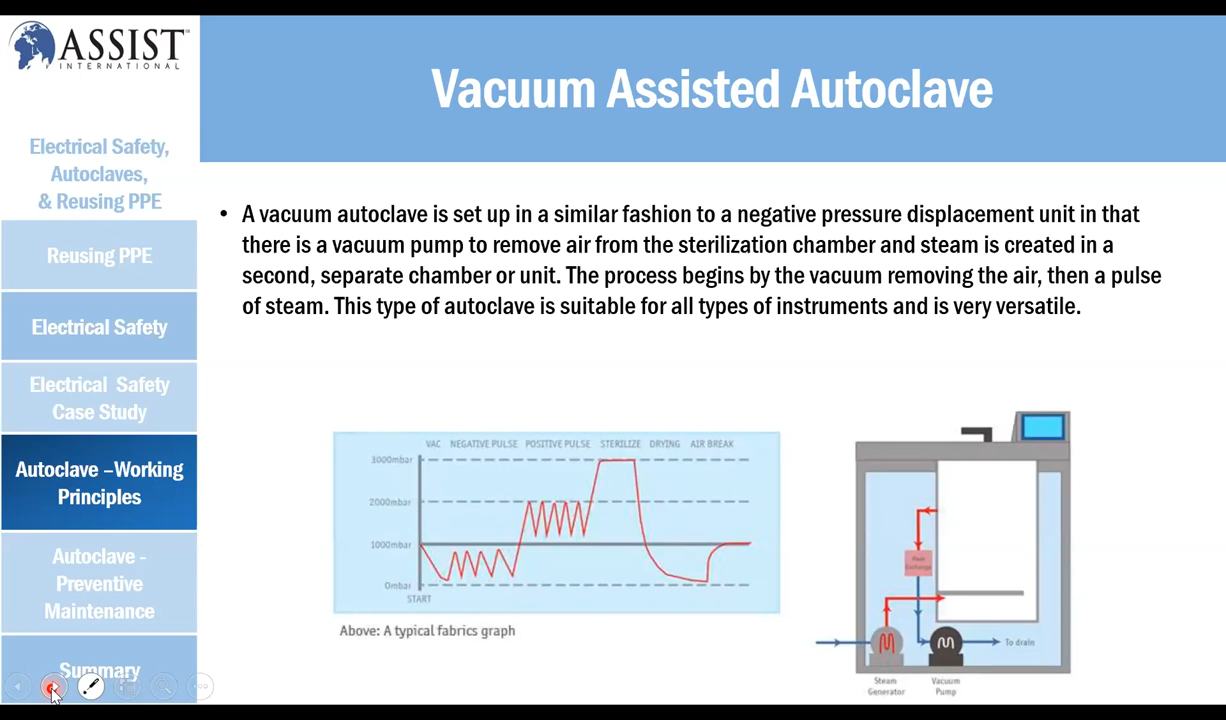 ASSIST
INTERNATIONAL
Vacuum Assisted Autoclave
Electrical Safety,
Autoclaves,
& Reusing PPE
Reusing PPE
Electrical Safety
Electrical Safety
Case Study
Autoclave –Working
Principles
Autoclave -
Preventive
Maintenance
Summary
• A vacuum autoclave is set up in a similar fashion to a negative pressure displacement unit in that
there is a vacuum pump to remove air from the sterilization chamber and steam is created in a
second, separate chamber or unit. The process begins by the vacuum removing the air, then a pulse
of steam. This type of autoclave is suitable for all types of instruments and is very versatile.
VAC NEGATIVE PULSE POSITIVE PULSE STERILIZE DRYING AIR BREAK
3000mbar
2000mbar
1000mbar
0mbar
START
Above: A typical fabrics graph
Heat
Exchange
To drain
Steam
Generator
Vacuum
Pump